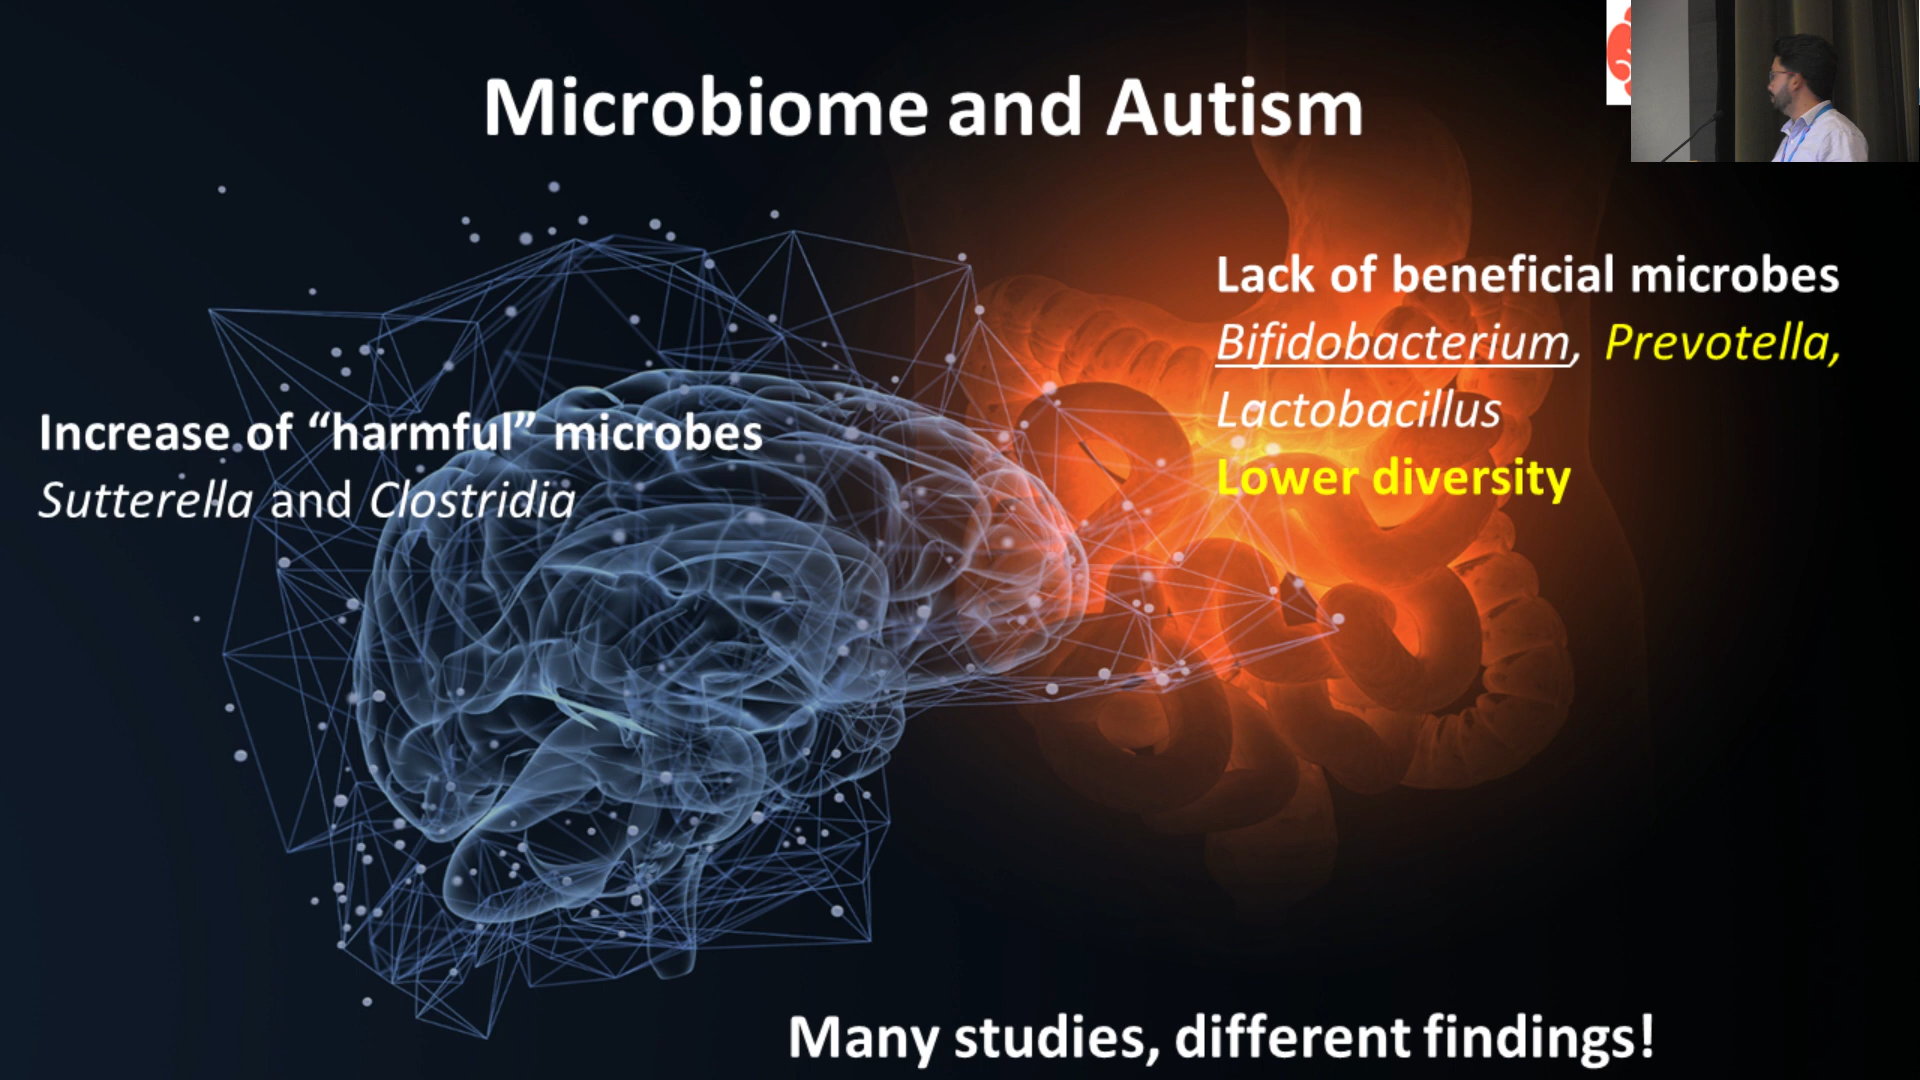 Microbiome and Autism
Increase of “harmful” microbes
Sutterella and Clostridia
Lack of beneficial microbes
Bifidobacterium, Prevotella,
Lactobacillus
Lower diversity
Many studies, different findings!